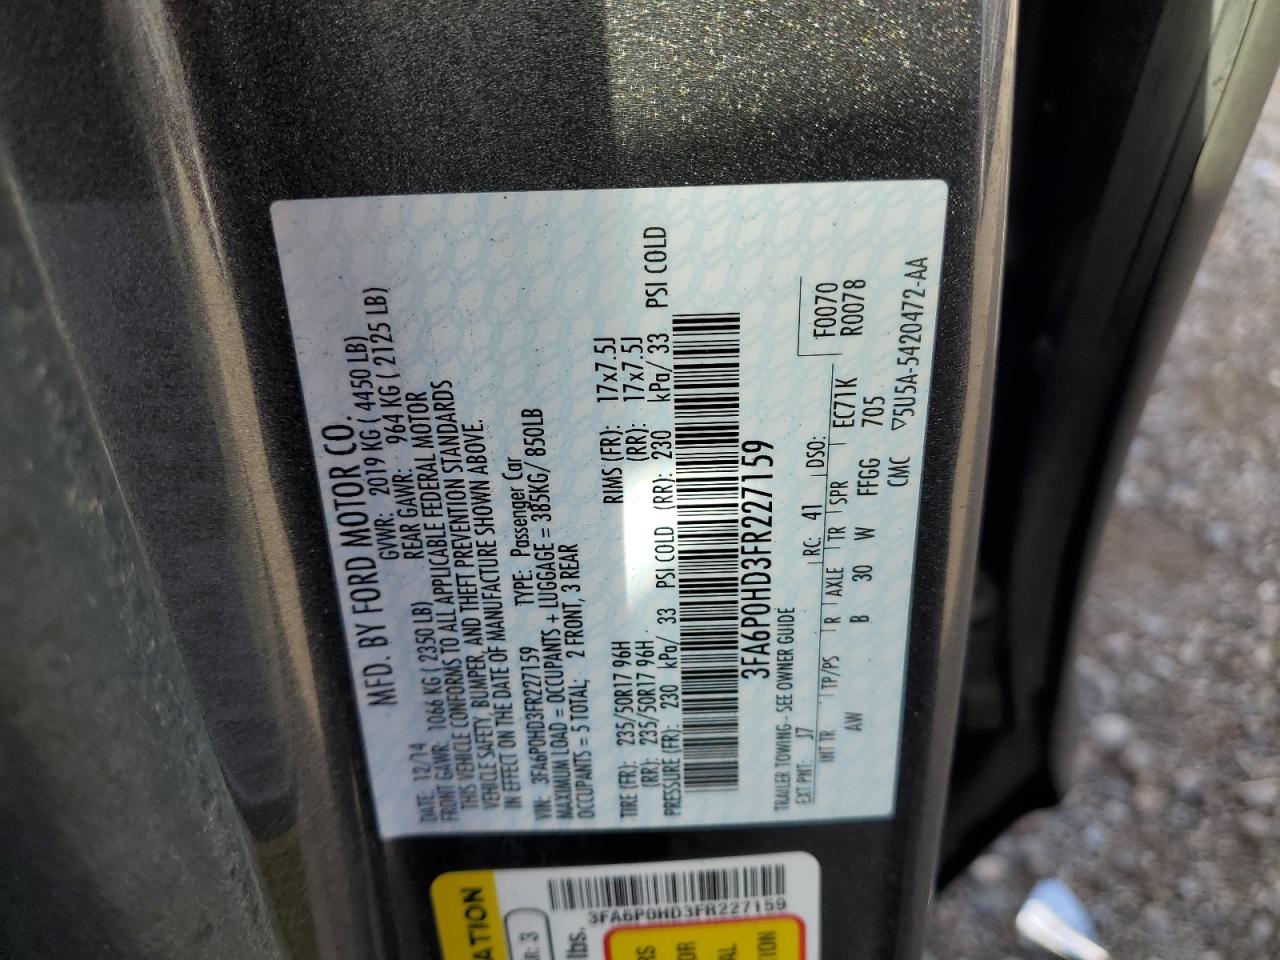 MFD. BY FORD MOTOR CO.
DATE: 12/14 GVWR: 2019 KG ( 4450 LB)
FRONT GAWR: 1066 KG ( 2350 LB) REAR GAWR: 964 KG ( 2125 LB)
THIS VEHICLE CONFORMS TO ALL APPLICABLE FEDERAL MOTOR
VEHICLE SAFETY, BUMPER, AND THEFT PREVENTION STANDARDS
IN EFFECT ON THE DATE OF MANUFACTURE SHOWN ABOVE.
VIN: 3FA6P0HD3FR227159 TYPE: Passenger Car
MAXIMUM LOAD = OCCUPANTS + LUGGAGE = 385KG/ 850LB
OCCUPANTS = 5 TOTAL; 2 FRONT, 3 REAR
TIRE (FR): 235/50R17 96H RIMS (FR): 17x7.5J
(RR): 235/50R17 96H (RR): 17x7.5J
PRESSURE (FR): 230 kPa/ 33 PSI COLD (RR): 230 kPa/ 33 PSI COLD
3FA6P0HD3FR227159
TRAILER TOWING-- SEE OWNER GUIDE F0070
EXT PNT: J7 RC: 41 DSO: R0078
INT TR TP/PS R AXLE TR SPR EC71K
AW B 30 W FFGG 705
CMC ▽5U5A-5420472-AA
3FA6P0HD3FR227159
ATION
3
lbs.